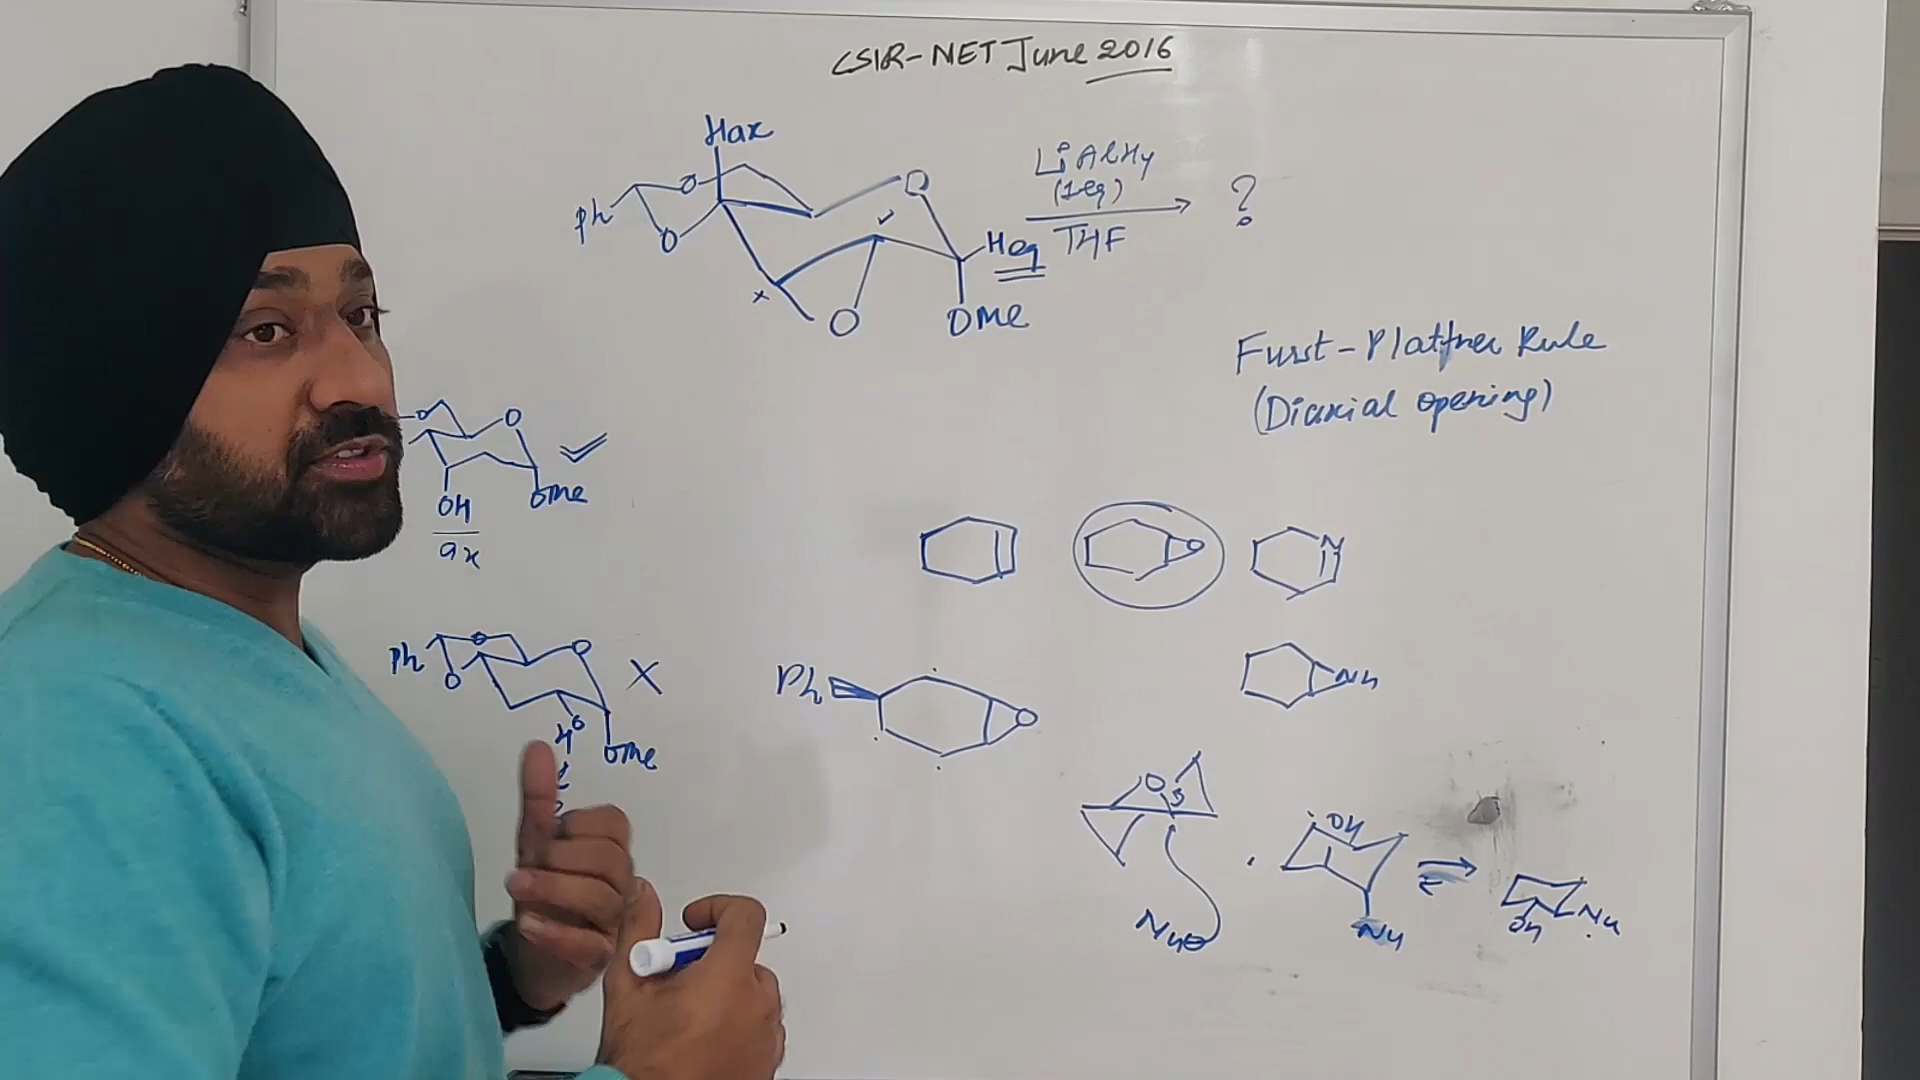 CSIR-NET June 2016
Hax
Ph O O O
Heq
OMe
x
O
LiAlH4
(1eq)
THF
?
Furst-Plattner Rule
(Diaxial opening)
O O
OH OMe
ax
O N
Ph O O O X
OMe
Ph O
NH
O
Nu⊖
OH
Nu
OH Nu